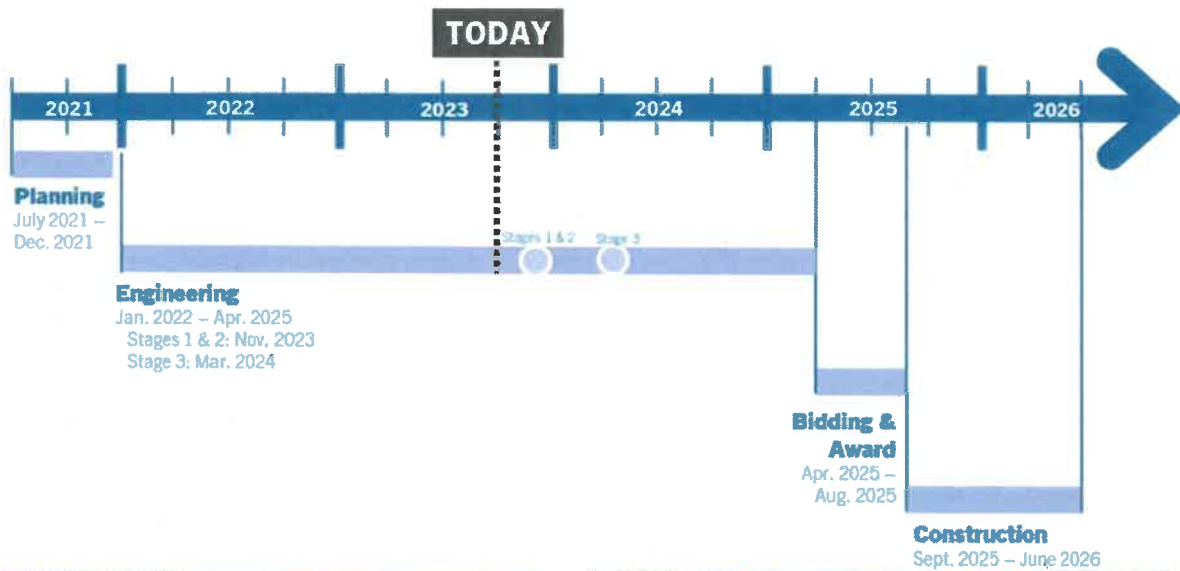 TODAY
2021 2022 2023 2024 2025 2026
Planning
July 2021 –
Dec. 2021
Stages 1 & 2 Stage 3
Engineering
Jan. 2022 – Apr. 2025
Stages 1 & 2: Nov. 2023
Stage 3: Mar. 2024
Bidding &
Award
Apr. 2025 –
Aug. 2025
Construction
Sept. 2025 – June 2026